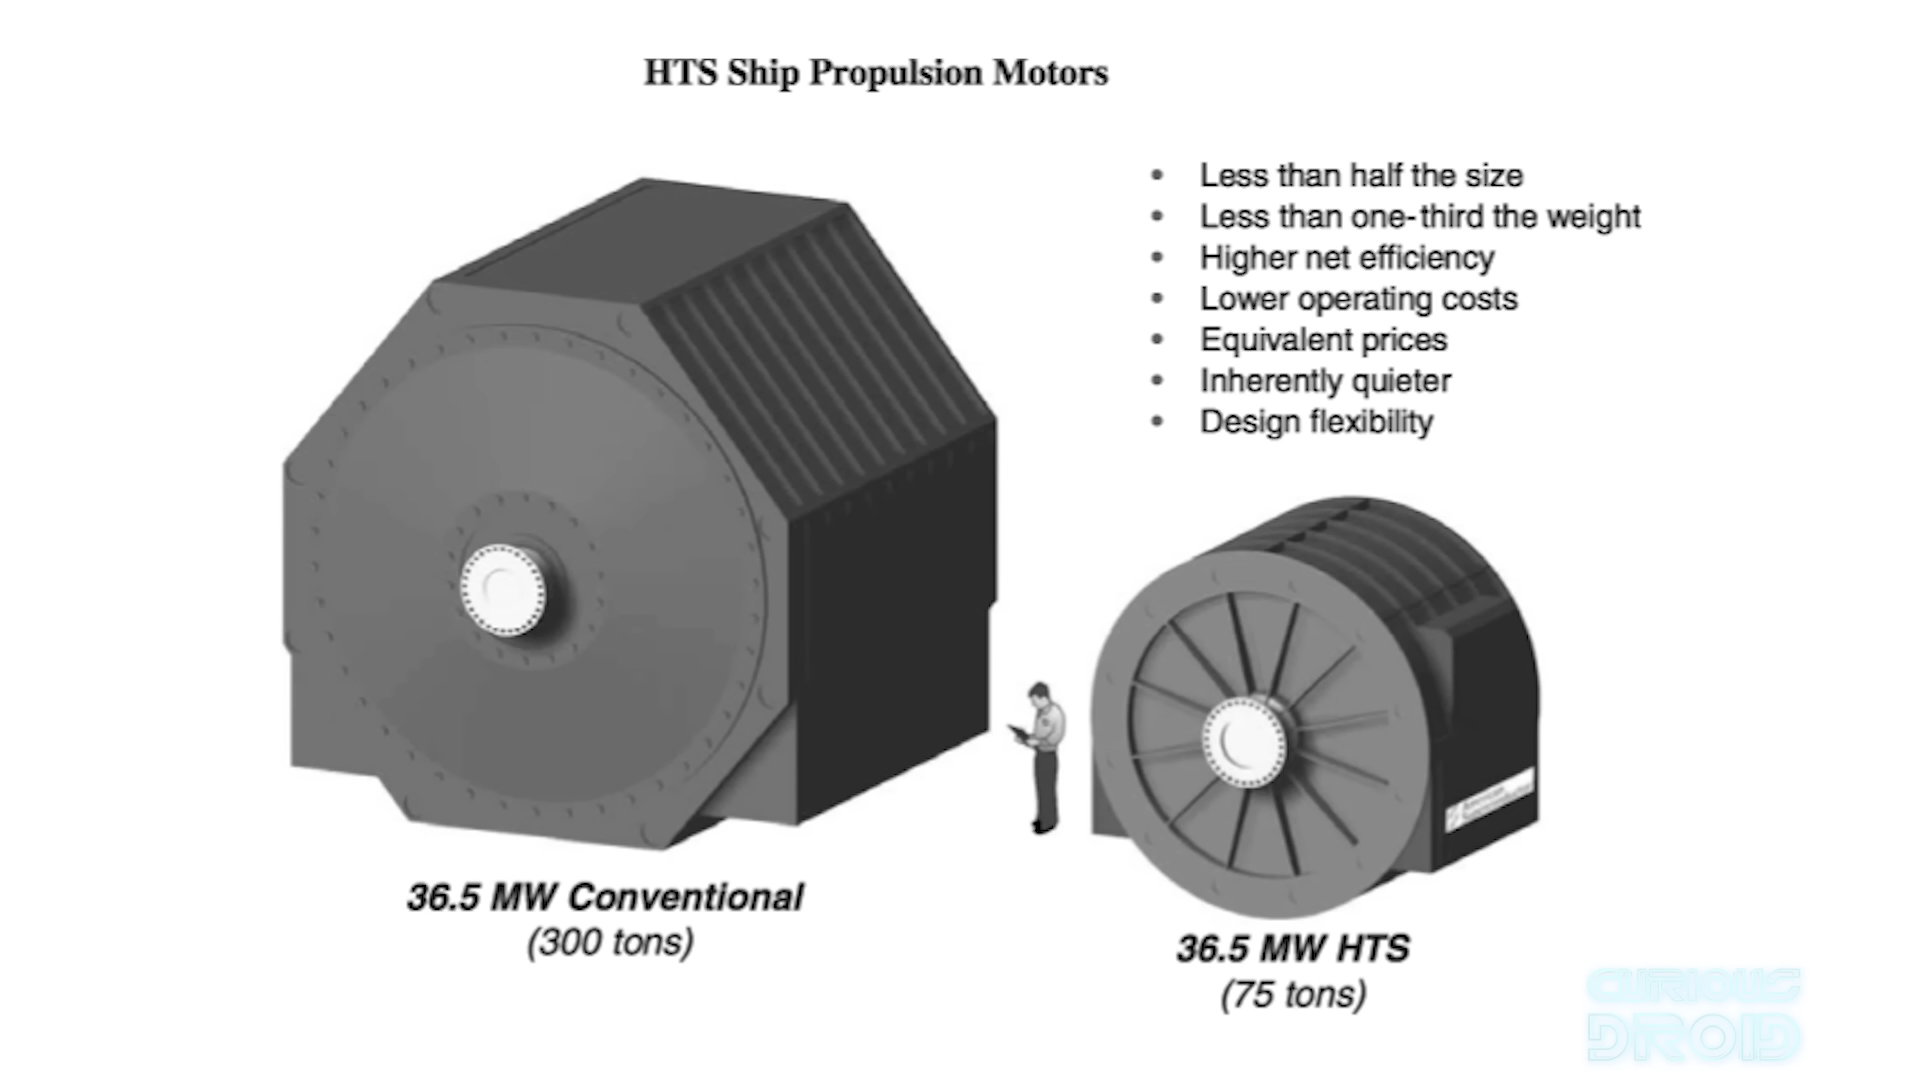 HTS Ship Propulsion Motors
• Less than half the size
• Less than one-third the weight
• Higher net efficiency
• Lower operating costs
• Equivalent prices
• Inherently quieter
• Design flexibility
36.5 MW Conventional
(300 tons)
36.5 MW HTS
(75 tons)
CURIOUS
DROID